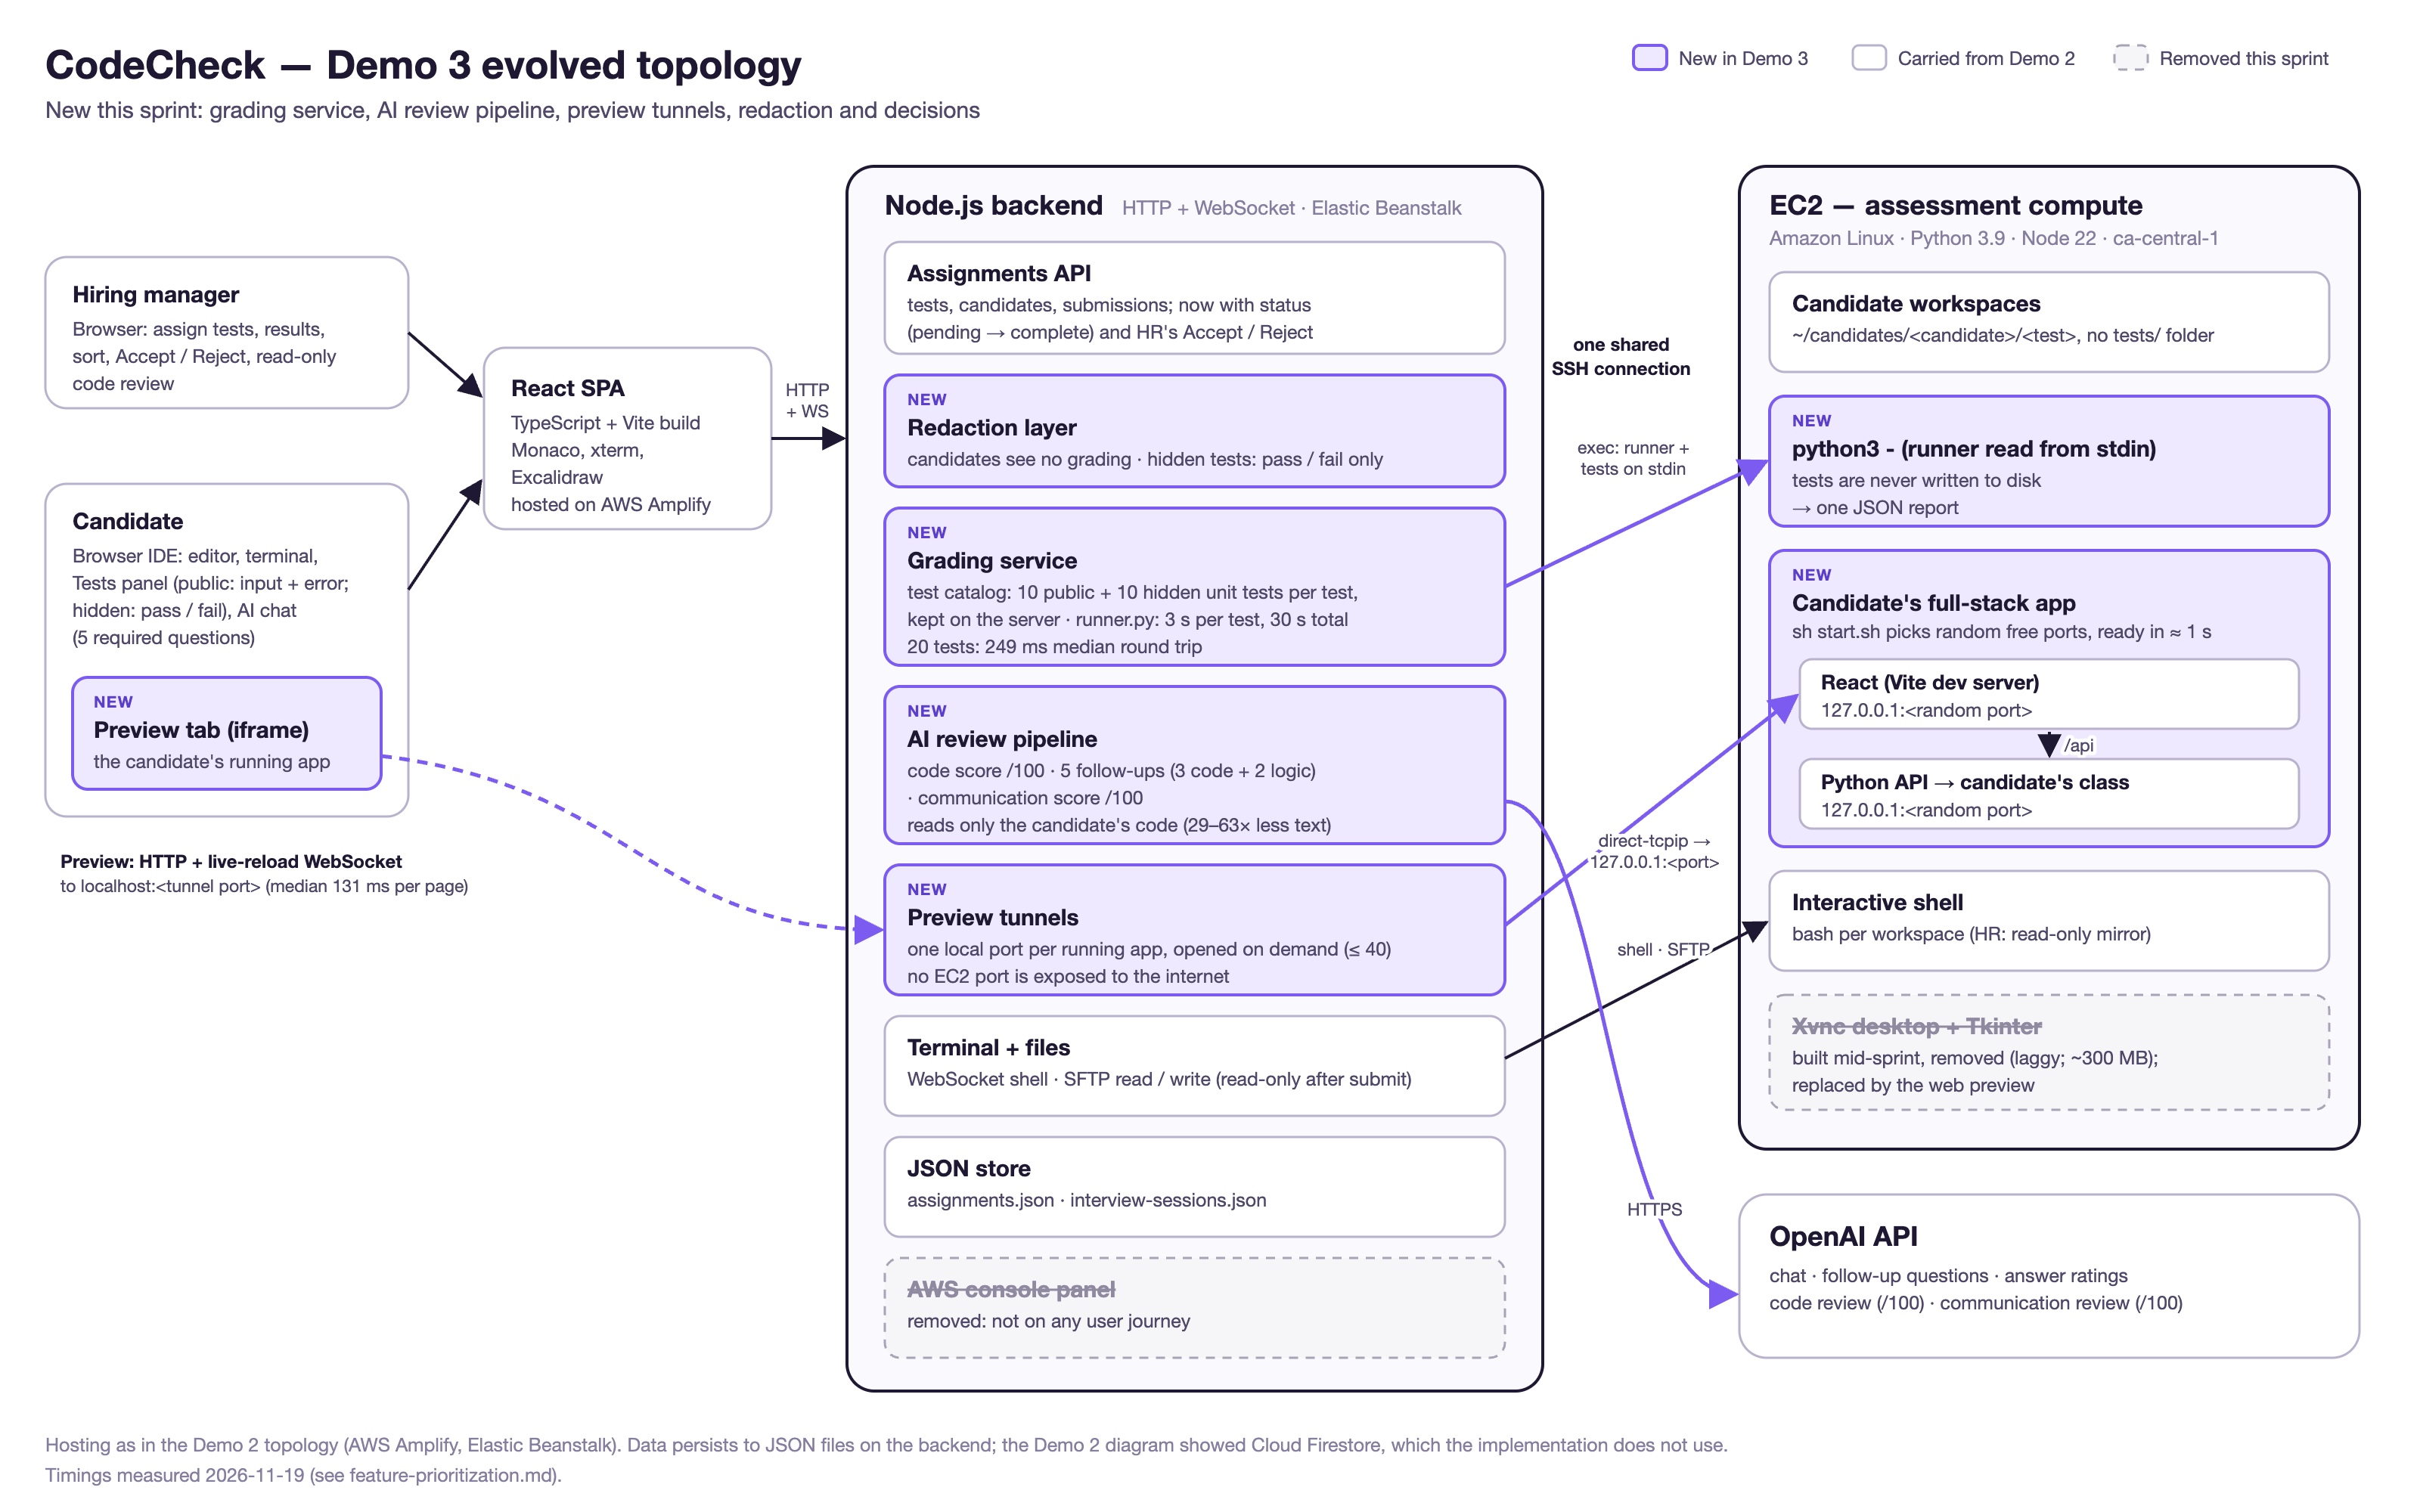 CodeCheck — Demo 3 evolved topology
New this sprint: grading service, AI review pipeline, preview tunnels, redaction and decisions
New in Demo 3
Carried from Demo 2
Removed this sprint
Hiring manager
Browser: assign tests, results,
sort, Accept / Reject, read-only
code review
Candidate
Browser IDE: editor, terminal,
Tests panel (public: input + error;
hidden: pass / fail), AI chat
(5 required questions)
NEW
Preview tab (iframe)
the candidate's running app
Preview: HTTP + live-reload WebSocket
to localhost:<tunnel port> (median 131 ms per page)
React SPA
TypeScript + Vite build
Monaco, xterm,
Excalidraw
hosted on AWS Amplify
HTTP
+ WS
Node.js backend HTTP + WebSocket · Elastic Beanstalk
Assignments API
tests, candidates, submissions; now with status
(pending → complete) and HR's Accept / Reject
NEW
Redaction layer
candidates see no grading · hidden tests: pass / fail only
NEW
Grading service
test catalog: 10 public + 10 hidden unit tests per test,
kept on the server · runner.py: 3 s per test, 30 s total
20 tests: 249 ms median round trip
NEW
AI review pipeline
code score /100 · 5 follow-ups (3 code + 2 logic)
· communication score /100
reads only the candidate's code (29–63× less text)
NEW
Preview tunnels
one local port per running app, opened on demand (≤ 40)
no EC2 port is exposed to the internet
Terminal + files
WebSocket shell · SFTP read / write (read-only after submit)
JSON store
assignments.json · interview-sessions.json
AWS console panel
removed: not on any user journey
one shared
SSH connection
exec: runner +
tests on stdin
direct-tcpip →
127.0.0.1:<port>
shell · SFTP
HTTPS
EC2 — assessment compute
Amazon Linux · Python 3.9 · Node 22 · ca-central-1
Candidate workspaces
~/candidates/<candidate>/<test>, no tests/ folder
NEW
python3 - (runner read from stdin)
tests are never written to disk
→ one JSON report
NEW
Candidate's full-stack app
sh start.sh picks random free ports, ready in ≈ 1 s
React (Vite dev server)
127.0.0.1:<random port>
/api
Python API → candidate's class
127.0.0.1:<random port>
Interactive shell
bash per workspace (HR: read-only mirror)
Xvnc desktop + Tkinter
built mid-sprint, removed (laggy; ~300 MB);
replaced by the web preview
OpenAI API
chat · follow-up questions · answer ratings
code review (/100) · communication review (/100)
Hosting as in the Demo 2 topology (AWS Amplify, Elastic Beanstalk). Data persists to JSON files on the backend; the Demo 2 diagram showed Cloud Firestore, which the implementation does not use.
Timings measured 2026-11-19 (see feature-prioritization.md).